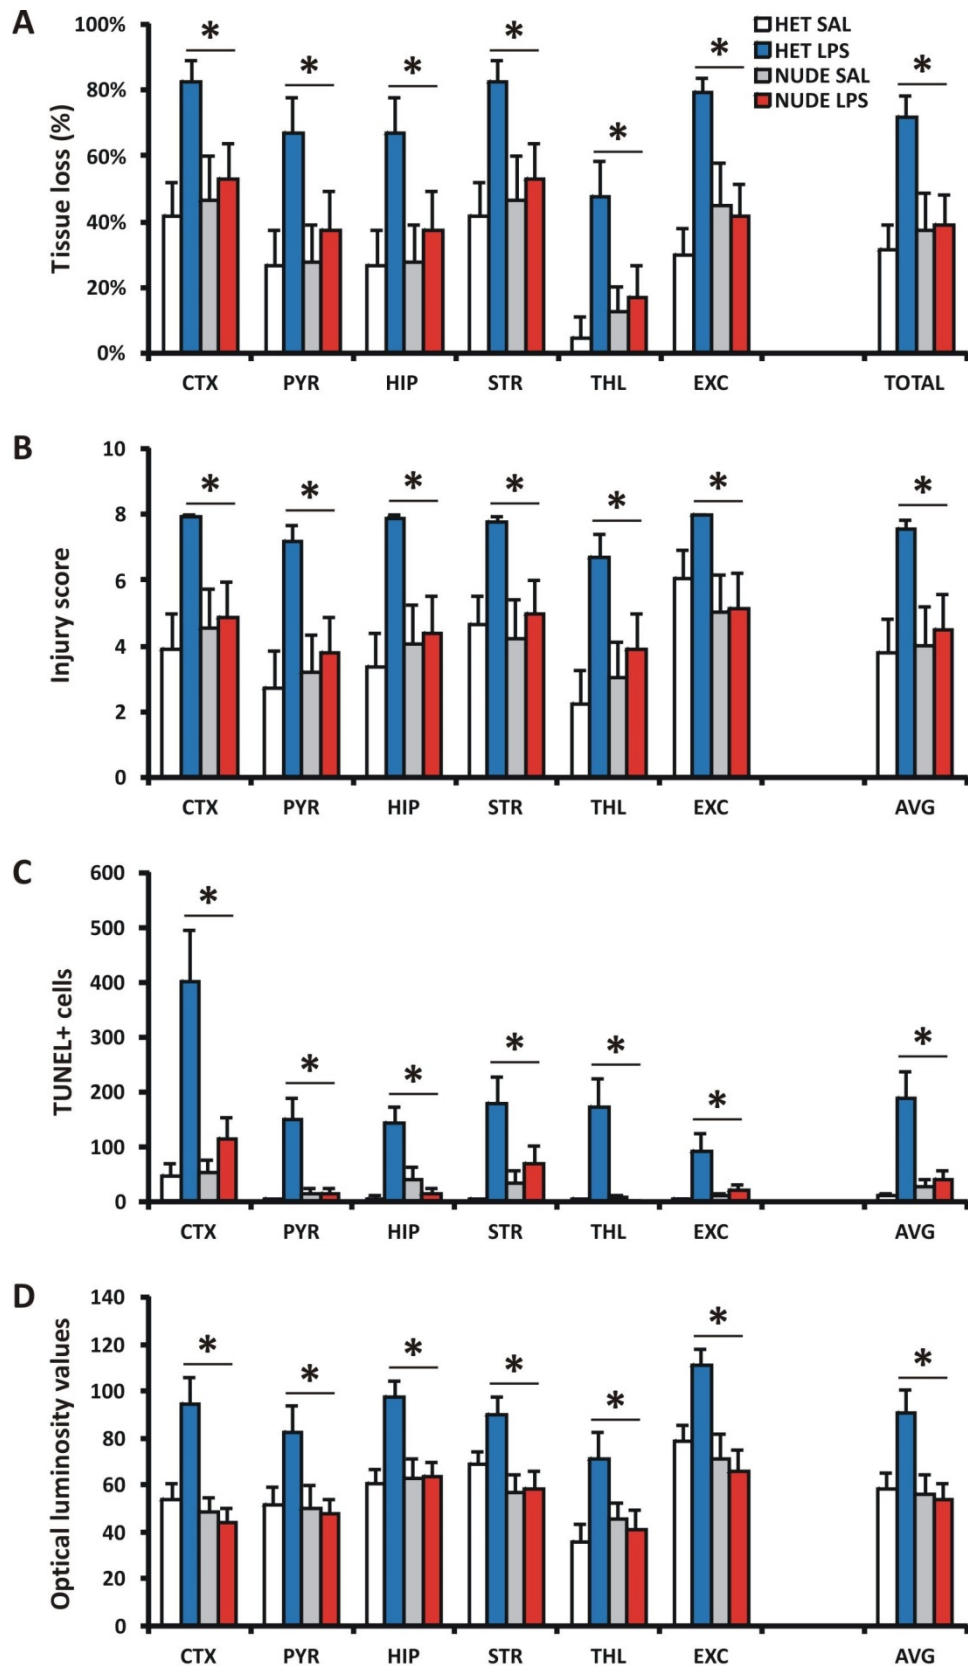 A
HET SAL
HET LPS
NUDE SAL
NUDE LPS
Tissue loss (%)
100%
80%
60%
40%
20%
0%
* * * * * * *
CTX PYR HIP STR THL EXC TOTAL
B
Injury score
10
8
6
4
2
0
* * * * * * *
CTX PYR HIP STR THL EXC AVG
C
TUNEL+ cells
600
500
400
300
200
100
0
* * * * * * *
CTX PYR HIP STR THL EXC AVG
D
Optical luminosity values
140
120
100
80
60
40
20
0
* * * * * * *
CTX PYR HIP STR THL EXC AVG